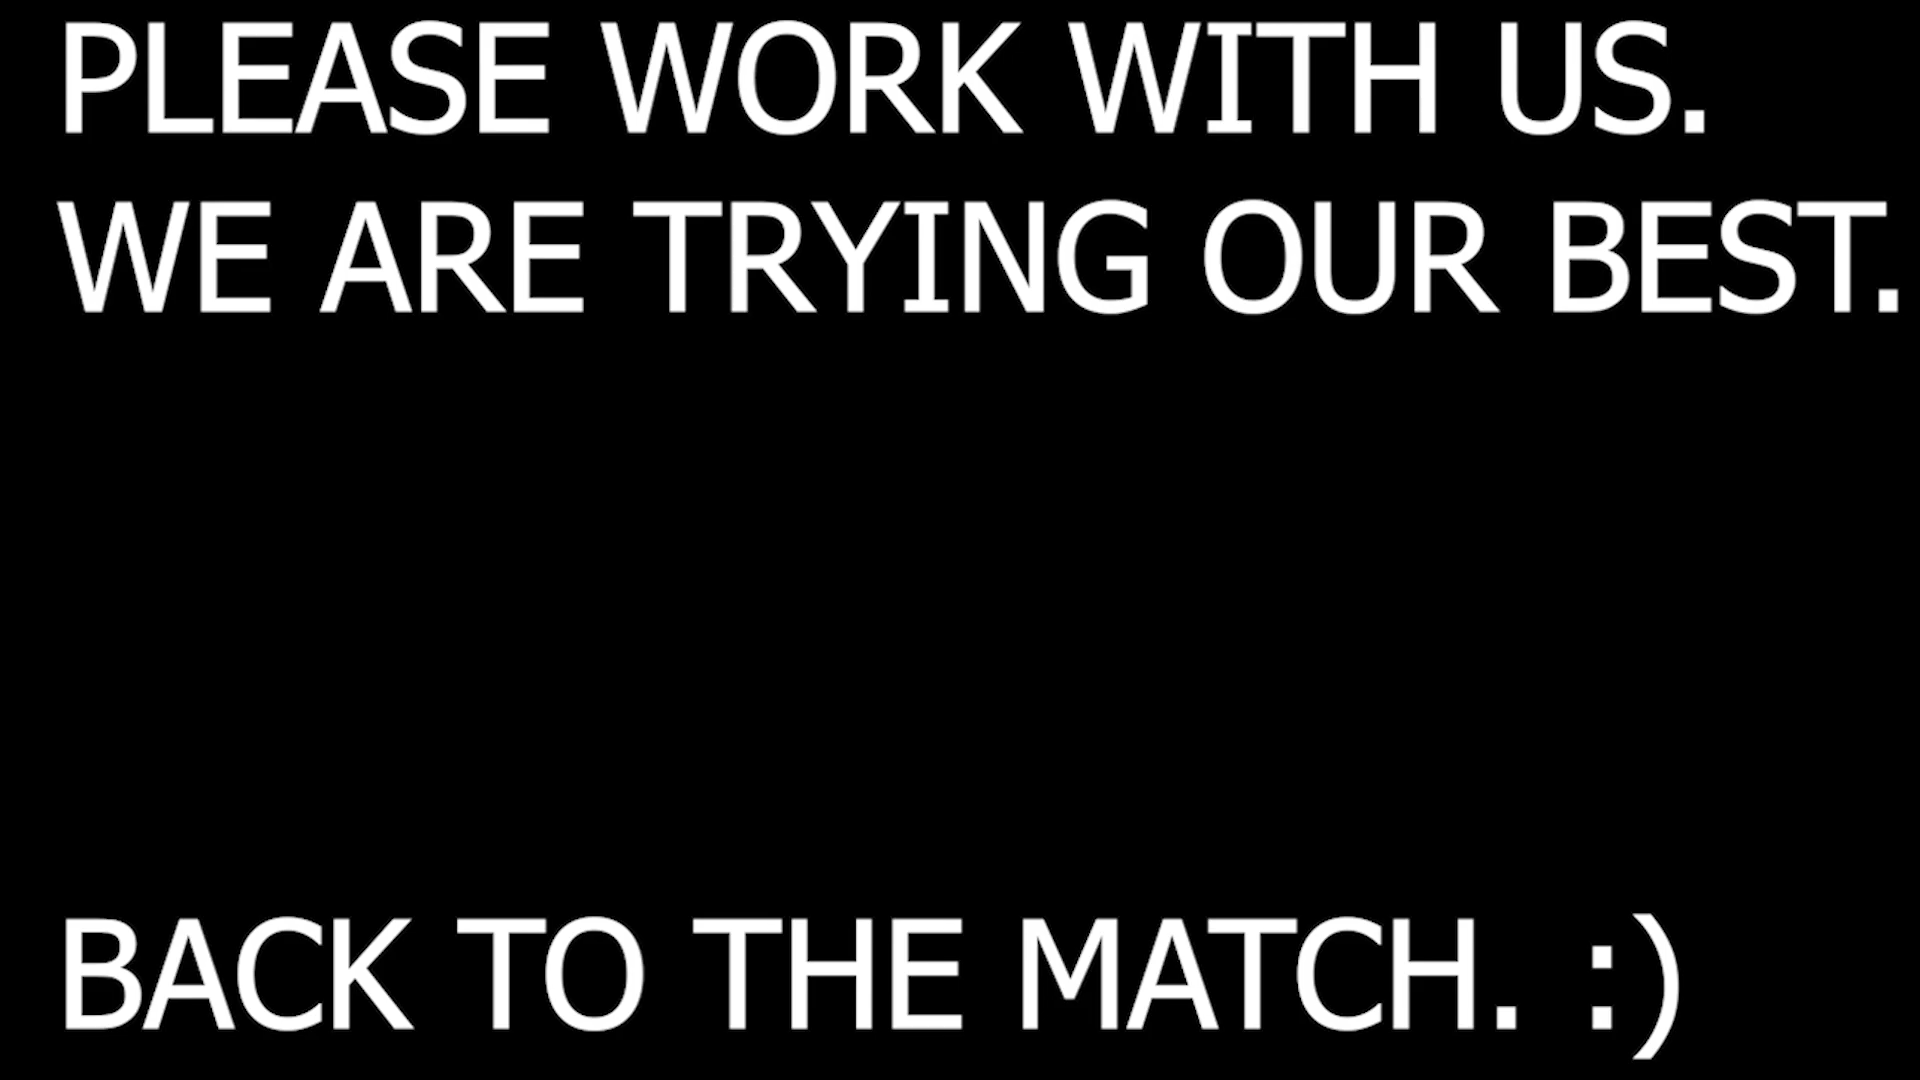 PLEASE WORK WITH US.
WE ARE TRYING OUR BEST.
BACK TO THE MATCH. :)